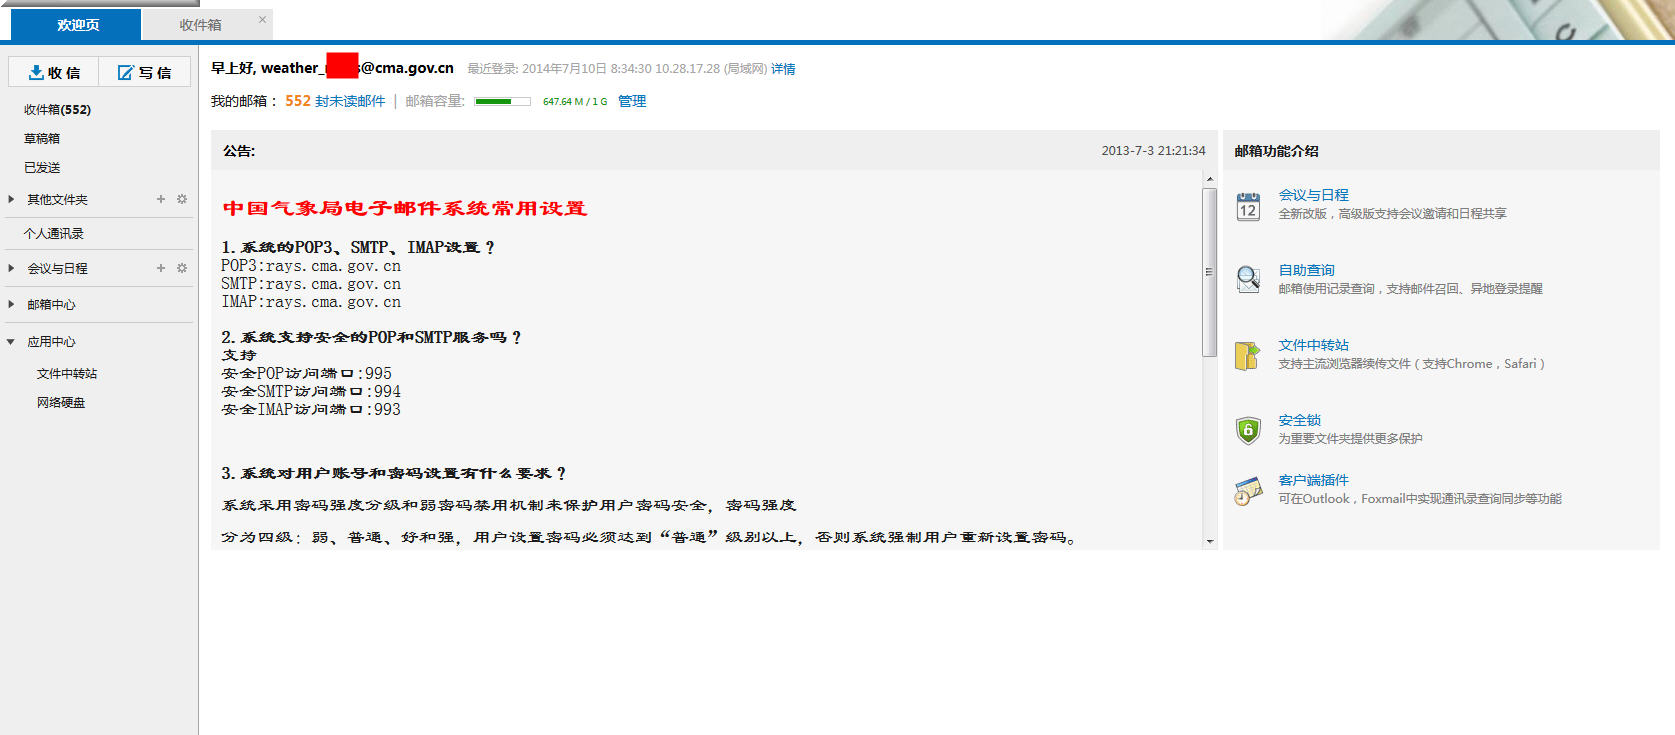 欢迎页
收件箱
收 信
写 信
收件箱(552)
草稿箱
已发送
其他文件夹
个人通讯录
会议与日程
邮箱中心
应用中心
文件中转站
网络硬盘
早上好, weather_ s@cma.gov.cn 最近登录: 2014年7月10日 8:34:30 10.28.17.28 (局域网) 详情
我的邮箱： 552 封未读邮件 | 邮箱容量: 647.64 M / 1 G 管理
公告: 2013-7-3 21:21:34
中国气象局电子邮件系统常用设置
1.系统的POP3、SMTP、IMAP设置？
POP3:rays.cma.gov.cn
SMTP:rays.cma.gov.cn
IMAP:rays.cma.gov.cn
2.系统支持安全的POP和SMTP服务吗？
支持
安全POP访问端口:995
安全SMTP访问端口:994
安全IMAP访问端口:993
3.系统对用户账号和密码设置有什么要求？
系统采用密码强度分级和弱密码禁用机制来保护用户密码安全，密码强度
分为四级：弱、普通、好和强，用户设置密码必须达到“普通”级别以上，否则系统强制用户重新设置密码。
邮箱功能介绍
12
会议与日程
全新改版，高级版支持会议邀请和日程共享
自助查询
邮箱使用记录查询，支持邮件召回、异地登录提醒
文件中转站
支持主流浏览器续传文件（支持Chrome，Safari）
安全锁
为重要文件夹提供更多保护
客户端插件
可在Outlook，Foxmail中实现通讯录查询同步等功能